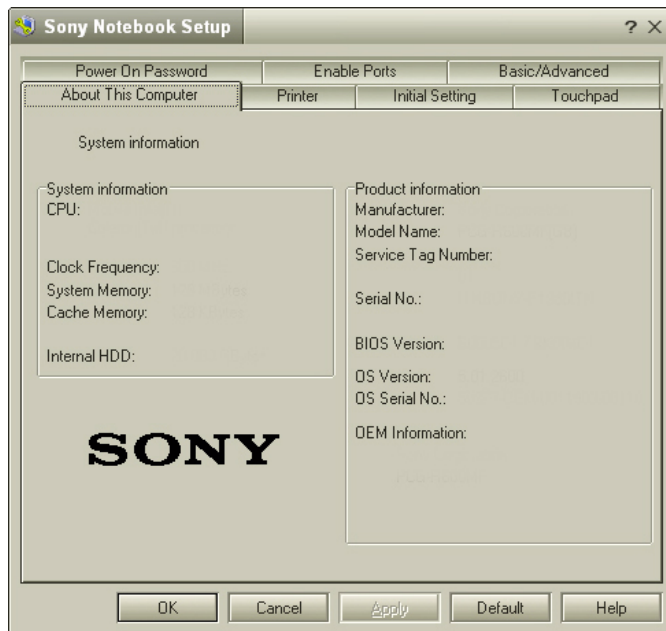 Sony Notebook Setup
Power On Password Enable Ports Basic/Advanced
About This Computer Printer Initial Setting Touchpad
System information
System information
CPU:
Clock Frequency:
System Memory:
Cache Memory:
Internal HDD:
Product information
Manufacturer:
Model Name:
Service Tag Number:
Serial No.:
BIOS Version:
OS Version:
OS Serial No.:
OEM Information:
SONY
OK Cancel Apply Default Help